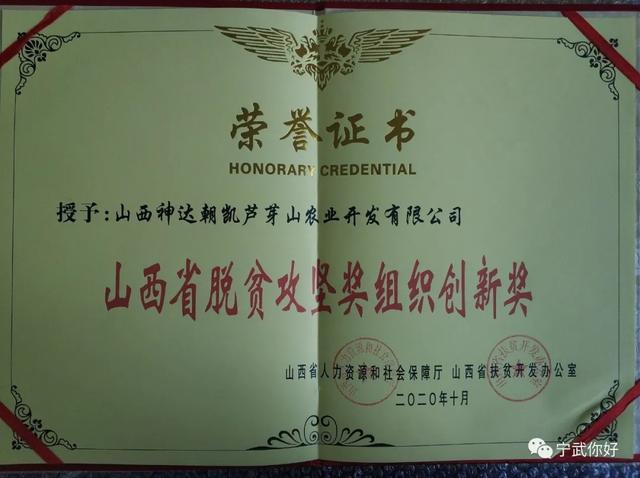 荣誉证书
HONORARY CREDENTIAL
授予:山西神达朝凯芦芽山农业开发有限公司
山西省脱贫攻坚奖组织创新奖
山西省人力资源和社会保障厅 山西省扶贫开发办公室
二〇二〇年十月
宁武你好